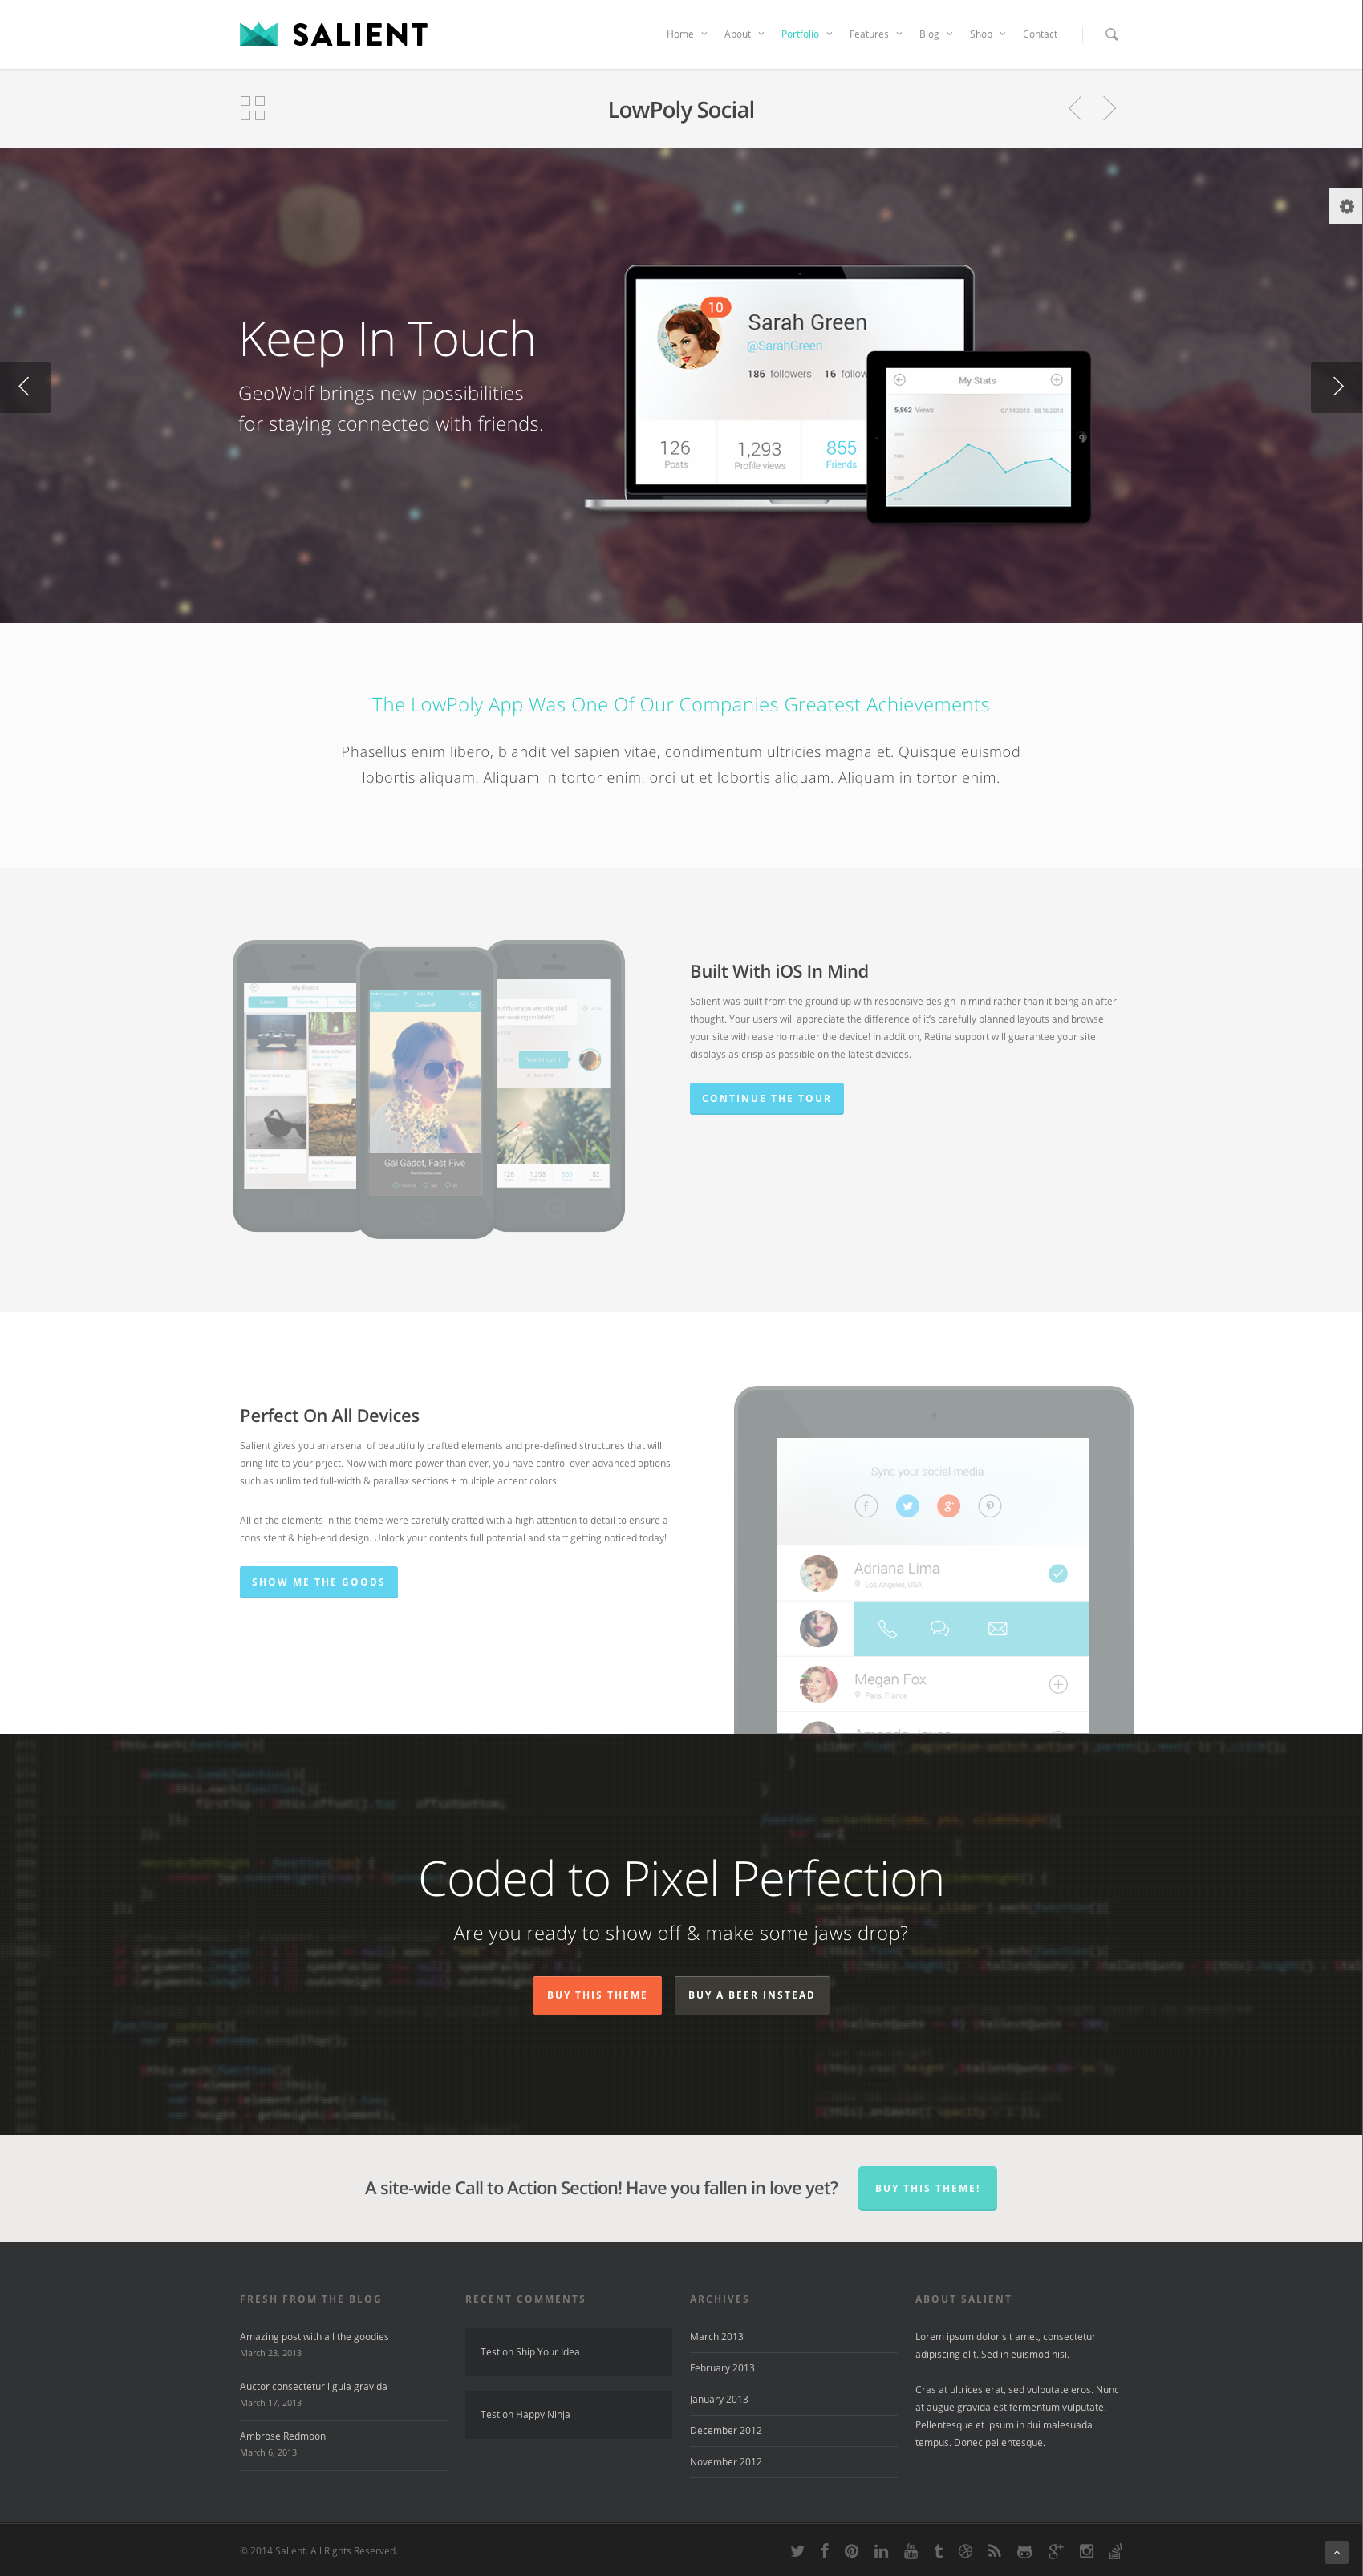 SALIENT
Home
About
Portfolio
Features
Blog
Shop
Contact
LowPoly Social
Keep In Touch
GeoWolf brings new possibilities
for staying connected with friends.
10
Sarah Green
@SarahGreen
186 followers 16
126
Posts
1,293
Profile views
855
Friends
My Stats
5,862 Views
07.14.2013 - 08.16.2013
The LowPoly App Was One Of Our Companies Greatest Achievements
Phasellus enim libero, blandit vel sapien vitae, condimentum ultricies magna et. Quisque euismod
lobortis aliquam. Aliquam in tortor enim. orci ut et lobortis aliquam. Aliquam in tortor enim.
My Posts
Gal Gadot, Fast Five
Built With iOS In Mind
Salient was built from the ground up with responsive design in mind rather than it being an after
thought. Your users will appreciate the difference of it's carefully planned layouts and browse
your site with ease no matter the device! In addition, Retina support will guarantee your site
displays as crisp as possible on the latest devices.
CONTINUE THE TOUR
Perfect On All Devices
Salient gives you an arsenal of beautifully crafted elements and pre-defined structures that will
bring life to your prject. Now with more power than ever, you have control over advanced options
such as unlimited full-width & parallax sections + multiple accent colors.
All of the elements in this theme were carefully crafted with a high attention to detail to ensure a
consistent & high-end design. Unlock your contents full potential and start getting noticed today!
SHOW ME THE GOODS
Sync your social media
Adriana Lima
Los Angeles, USA
Megan Fox
Paris, France
Coded to Pixel Perfection
Are you ready to show off & make some jaws drop?
BUY THIS THEME
BUY A BEER INSTEAD
A site-wide Call to Action Section! Have you fallen in love yet?
BUY THIS THEME!
FRESH FROM THE BLOG
Amazing post with all the goodies
March 23, 2013
Auctor consectetur ligula gravida
March 17, 2013
Ambrose Redmoon
March 6, 2013
RECENT COMMENTS
Test on Ship Your Idea
Test on Happy Ninja
ARCHIVES
March 2013
February 2013
January 2013
December 2012
November 2012
ABOUT SALIENT
Lorem ipsum dolor sit amet, consectetur
adipiscing elit. Sed in euismod nisi.
Cras at ultrices erat, sed vulputate eros. Nunc
at augue gravida est fermentum vulputate.
Pellentesque et ipsum in dui malesuada
tempus. Donec pellentesque.
© 2014 Salient. All Rights Reserved.